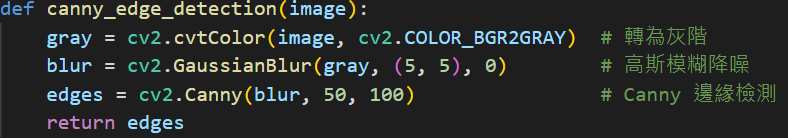 def canny_edge_detection(image):
    gray = cv2.cvtColor(image, cv2.COLOR_BGR2GRAY)  # 轉為灰階
    blur = cv2.GaussianBlur(gray, (5, 5), 0)        # 高斯模糊降噪
    edges = cv2.Canny(blur, 50, 100)                # Canny 邊緣檢測
    return edges